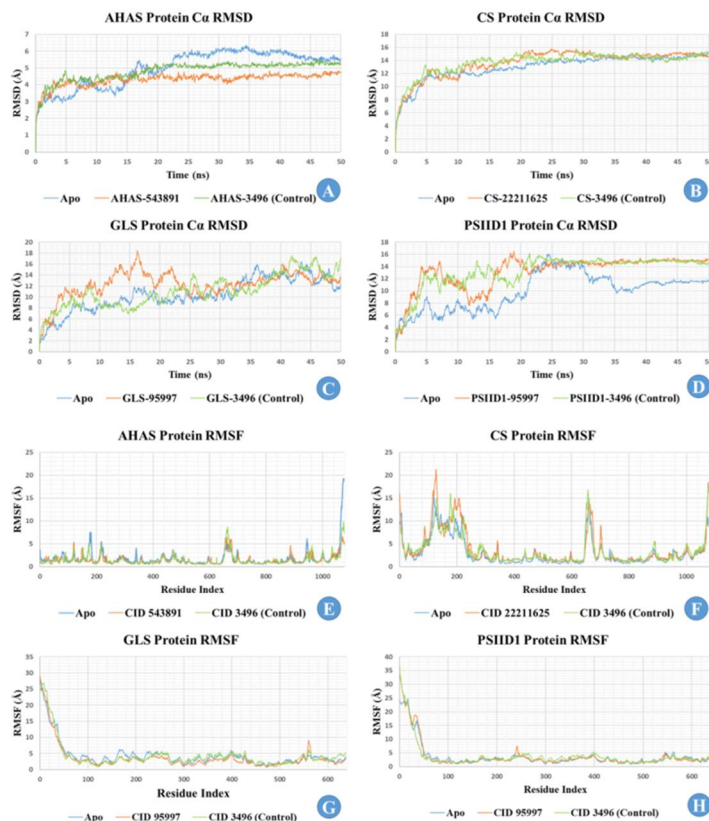 AHAS Protein Cα RMSD
RMSD (Å)
7
6
5
4
3
2
1
0
0 5 10 15 20 25 30 35 40 45 50
Time (ns)
Apo AHAS-543891 AHAS-3496 (Control)
A
CS Protein Cα RMSD
RMSD (Å)
18
16
14
12
10
8
6
4
2
0
0 5 10 15 20 25 30 35 40 45 50
Time (ns)
Apo CS-22211625 CS-3496 (Control)
B
GLS Protein Cα RMSD
RMSD (Å)
20
18
16
14
12
10
8
6
4
2
0
0 5 10 15 20 25 30 35 40 45 50
Time (ns)
Apo GLS-95997 GLS-3496 (Control)
C
PSIID1 Protein Cα RMSD
RMSD (Å)
18
16
14
12
10
8
6
4
2
0
0 5 10 15 20 25 30 35 40 45 50
Time (ns)
Apo PSIID1-95997 PSIID1-3496 (Control)
D
AHAS Protein RMSF
RMSF (Å)
25
20
15
10
5
0
0 200 400 600 800 1000
Residue Index
Apo CID 543891 CID 3496 (Control)
E
CS Protein RMSF
RMSF (Å)
25
20
15
10
5
0
0 200 400 600 800 1000
Residue Index
Apo CID 22211625 CID 3496 (Control)
F
GLS Protein RMSF
RMSF (Å)
35
30
25
20
15
10
5
0
0 100 200 300 400 500 600
Residue Index
Apo CID 95997 CID 3496 (Control)
G
PSIID1 Protein RMSF
RMSF (Å)
40
35
30
25
20
15
10
5
0
0 100 200 300 400 500 600
Residue Index
Apo CID 95997 CID 3496 (Control)
H